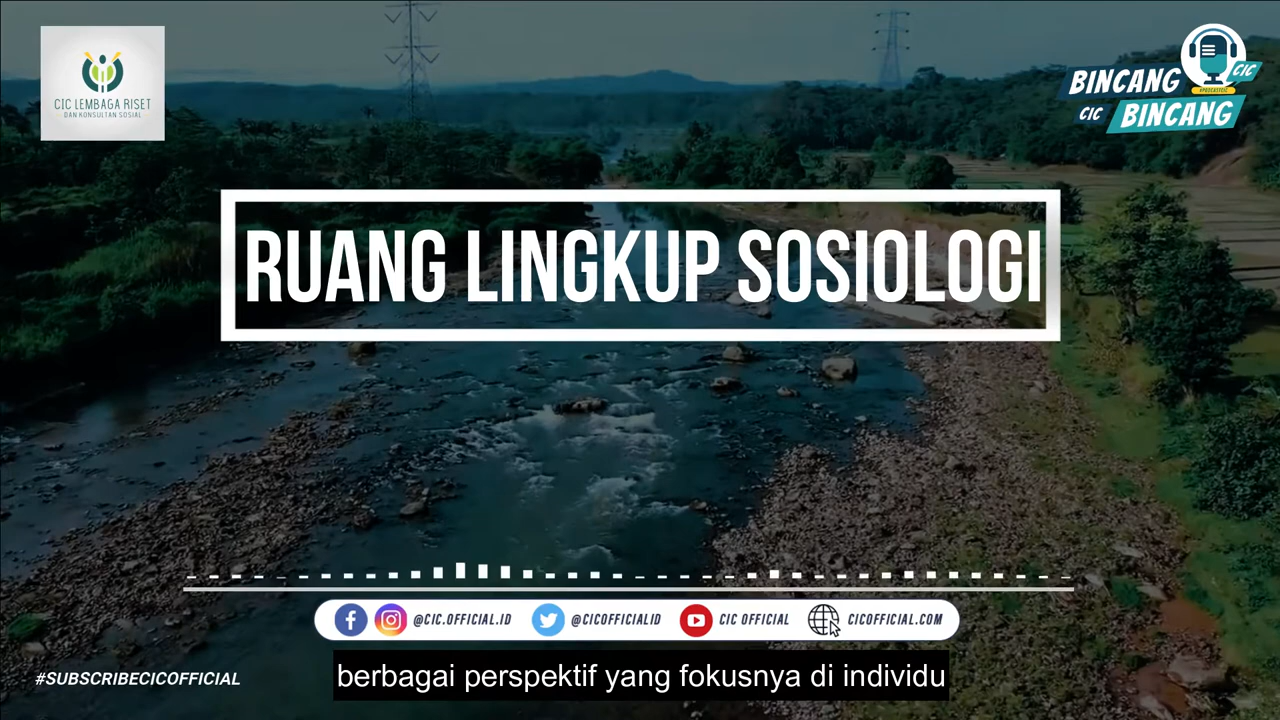 CIC LEMBAGA RISET
DAN KONSULTAN SOSIAL
BINCANG
CIC
#PODCASTCIC
CIC BINCANG
RUANG LINGKUP SOSIOLOGI
@CIC.OFFICIAL.ID
@CICOFFICIALID
CIC OFFICIAL
CICOFFICIAL.COM
#SUBSCRIBECICOFFICIAL
berbagai perspektif yang fokusnya di individu